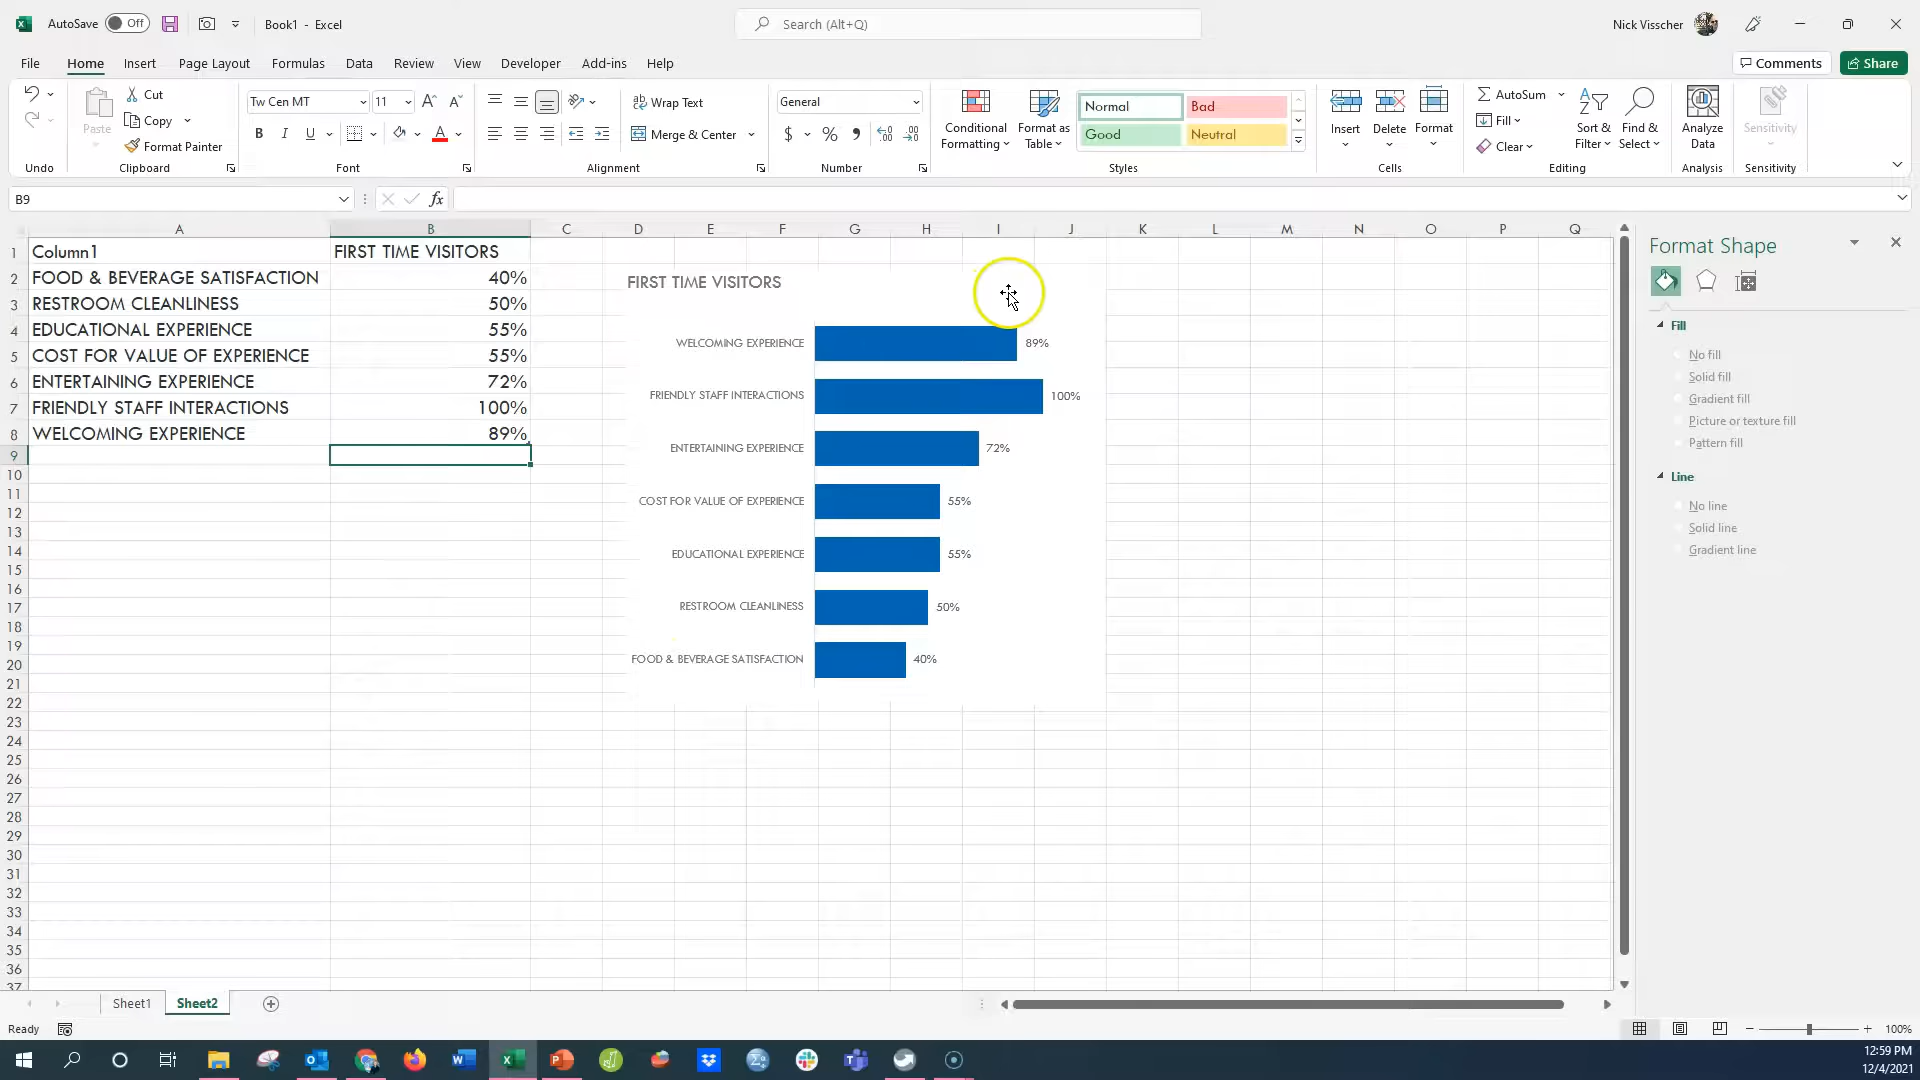 AutoSave Off Book1 - Excel Search (Alt+Q) Nick Visscher
File Home Insert Page Layout Formulas Data Review View Developer Add-ins Help Comments Share
Undo
Paste
Cut
Copy
Format Painter
Clipboard
Tw Cen MT 11
B I U
Font
Wrap Text
Merge & Center
Alignment
General
$ % 9
Number
Conditional Formatting
Format as Table
Normal Bad
Good Neutral
Styles
Insert Delete Format
Cells
AutoSum
Fill
Clear
Sort & Filter
Find & Select
Editing
Analyze Data
Analysis
Sensitivity
Sensitivity
B9 fx
A B C D E F G H I J K L M N O P Q
1 Column1 FIRST TIME VISITORS
2 FOOD & BEVERAGE SATISFACTION 40%
3 RESTROOM CLEANLINESS 50%
4 EDUCATIONAL EXPERIENCE 55%
5 COST FOR VALUE OF EXPERIENCE 55%
6 ENTERTAINING EXPERIENCE 72%
7 FRIENDLY STAFF INTERACTIONS 100%
8 WELCOMING EXPERIENCE 89%
9
10
11
12
13
14
15
16
17
18
19
20
21
22
23
24
25
26
27
28
29
30
31
32
33
34
35
36
37
FIRST TIME VISITORS
WELCOMING EXPERIENCE 89%
FRIENDLY STAFF INTERACTIONS 100%
ENTERTAINING EXPERIENCE 72%
COST FOR VALUE OF EXPERIENCE 55%
EDUCATIONAL EXPERIENCE 55%
RESTROOM CLEANLINESS 50%
FOOD & BEVERAGE SATISFACTION 40%
Format Shape
Fill
No fill
Solid fill
Gradient fill
Picture or texture fill
Pattern fill
Line
No line
Solid line
Gradient line
Sheet1 Sheet2
Ready 100%
12:59 PM
12/4/2021